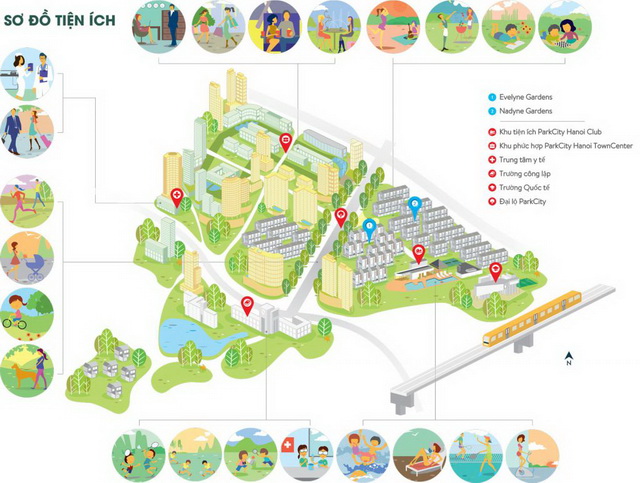 SƠ ĐỒ TIỆN ÍCH
1 Evelyne Gardens
2 Nadyne Gardens
Khu tiện ích ParkCity Hanoi Club
Khu phức hợp ParkCity Hanoi TownCenter
Trung tâm y tế
Trường công lập
Trường Quốc tế
Đại lộ ParkCity